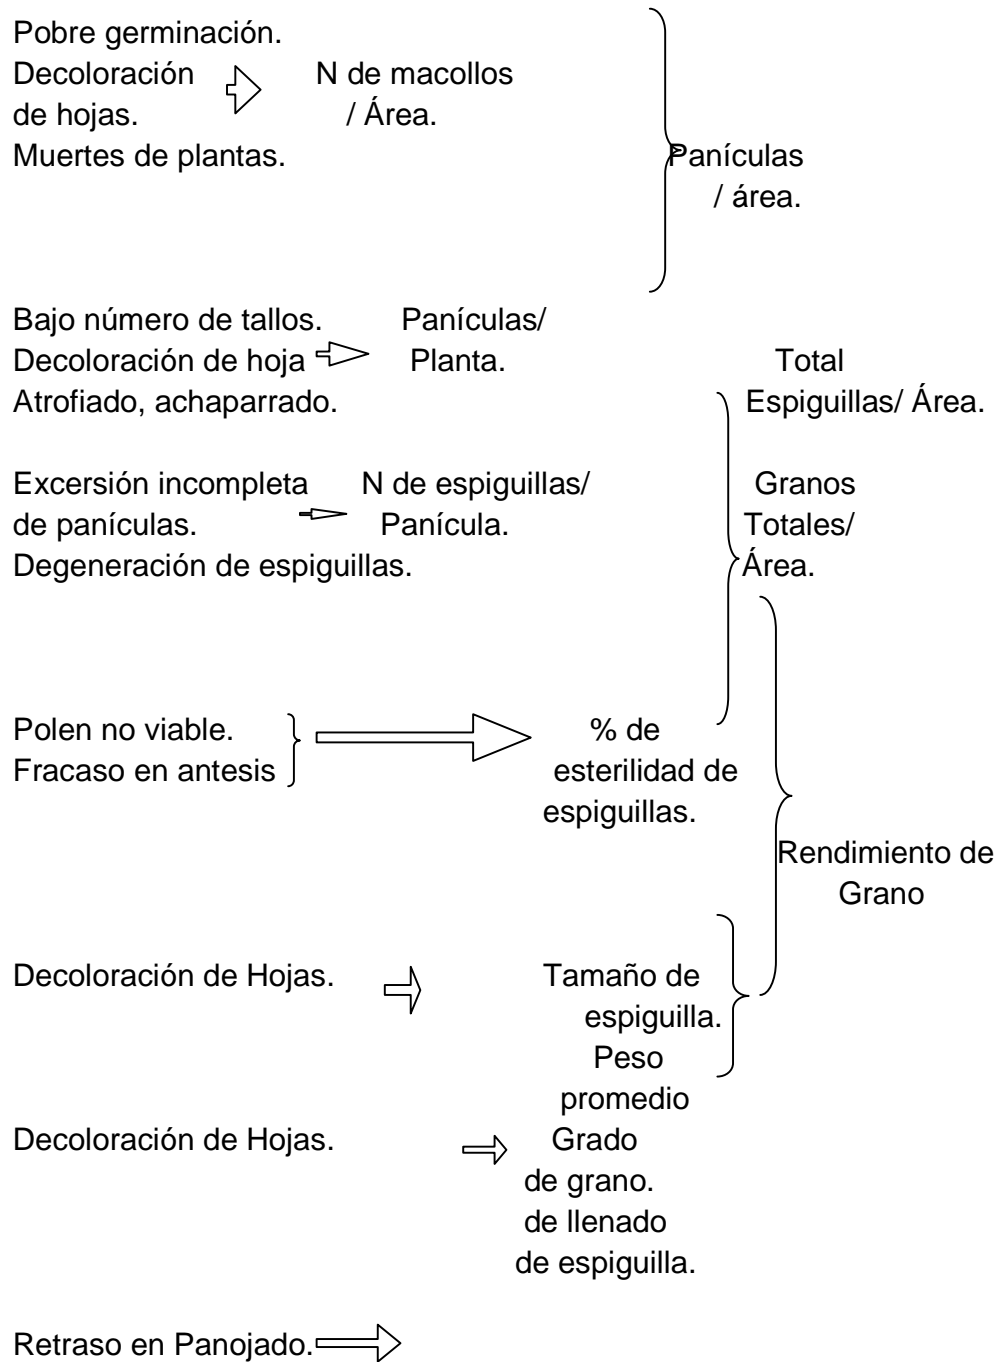 Pobre germinación.
Decoloración N de macollos
de hojas. / Área.
Muertes de plantas. Panículas
/ área.
Bajo número de tallos. Panículas/
Decoloración de hoja Planta. Total
Atrofiado, achaparrado. Espiguillas/ Área.
Excersión incompleta N de espiguillas/ Granos
de panículas. Panícula. Totales/
Degeneración de espiguillas. Área.
Polen no viable. % de
Fracaso en antesis esterilidad de
espiguillas.
Rendimiento de
Grano
Decoloración de Hojas. Tamaño de
espiguilla.
Peso
promedio
Decoloración de Hojas. Grado
de grano.
de llenado
de espiguilla.
Retraso en Panojado.